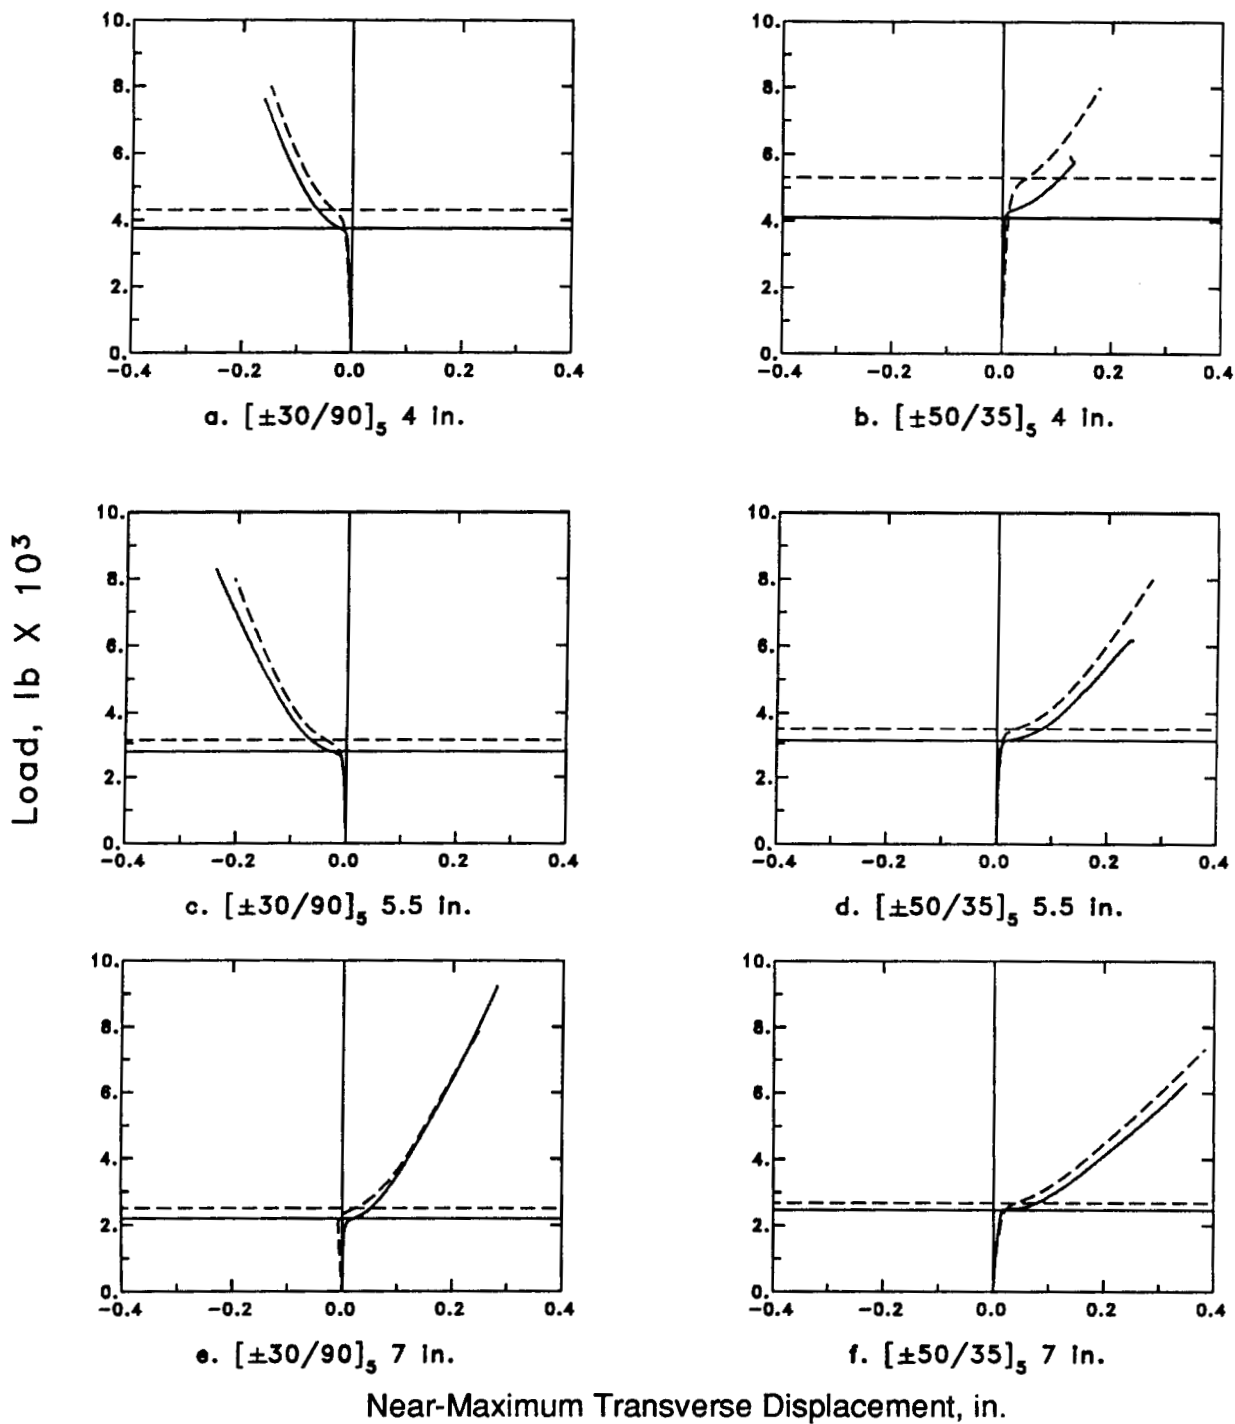 10.
8.
6.
4.
2.
0.
-0.4 -0.2 0.0 0.2 0.4
a. [±30/90]5 4 in.
10.
8.
6.
4.
2.
0.
-0.4 -0.2 0.0 0.2 0.4
b. [±50/35]5 4 in.
Load, lb X 10³
10.
8.
6.
4.
2.
0.
-0.4 -0.2 0.0 0.2 0.4
c. [±30/90]5 5.5 in.
10.
8.
6.
4.
2.
0.
-0.4 -0.2 0.0 0.2 0.4
d. [±50/35]5 5.5 in.
10.
8.
6.
4.
2.
0.
-0.4 -0.2 0.0 0.2 0.4
e. [±30/90]5 7 in.
10.
8.
6.
4.
2.
0.
-0.4 -0.2 0.0 0.2 0.4
f. [±50/35]5 7 in.
Near-Maximum Transverse Displacement, in.